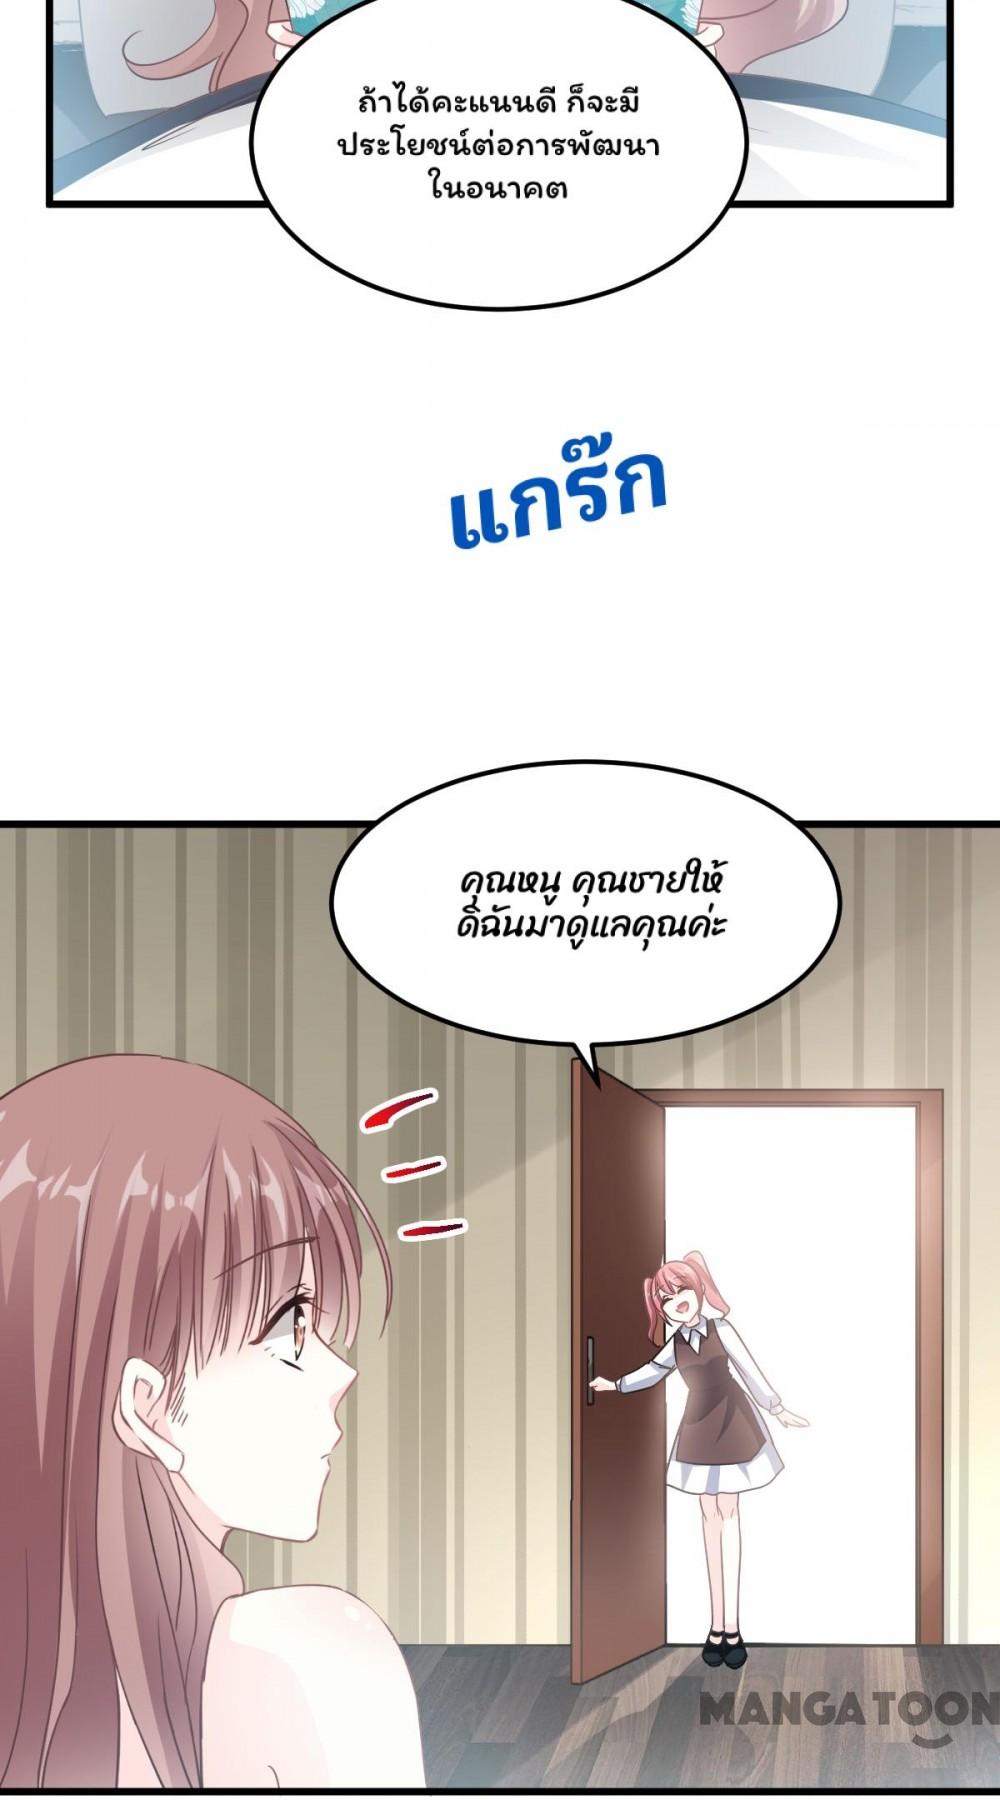 ถ้าได้คะแนนดี ก็จะมี
ประโยชน์ต่อการพัฒนา
ในอนาคต
แกร๊ก
คุณหนู คุณชายให้
ดิฉันมาดูแลคุณค่ะ
MANGATOON